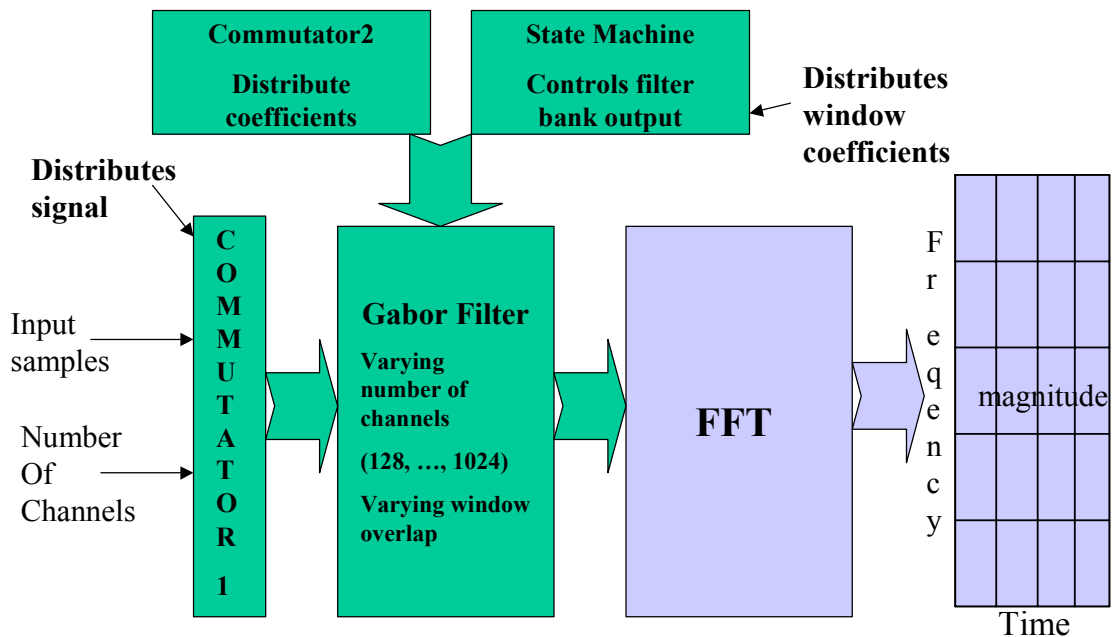 Commutator2
Distribute
coefficients
State Machine
Controls filter
bank output
Distributes
window
coefficients
Distributes
signal
Input
samples
Number
Of
Channels
C
O
M
M
U
T
A
T
O
R
1
Gabor Filter
Varying
number of
channels
(128, …, 1024)
Varying window
overlap
FFT
F
r e
q
e
n
c
y
magnitude
Time